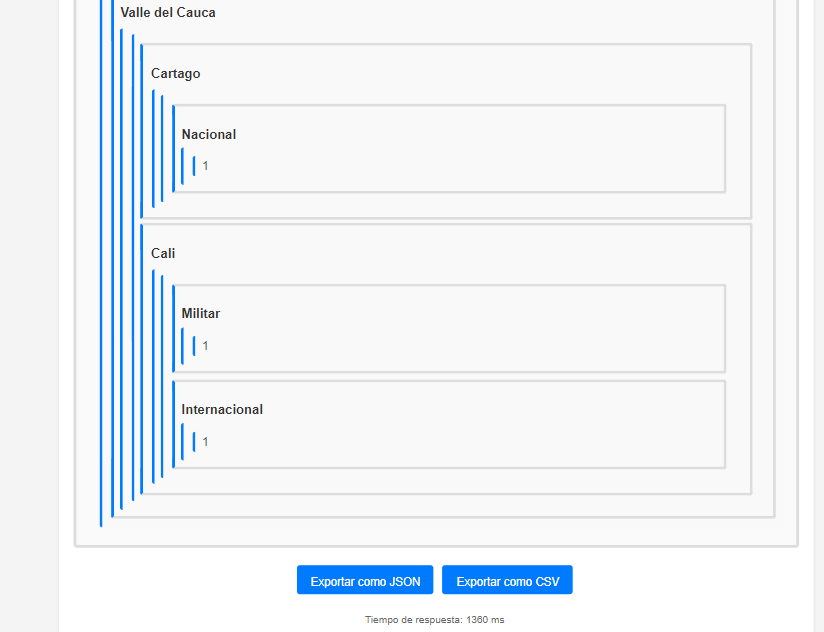 Valle del Cauca
Cartago
Nacional
1
Cali
Militar
1
Internacional
1
Exportar como JSON Exportar como CSV
Tiempo de respuesta: 1360 ms